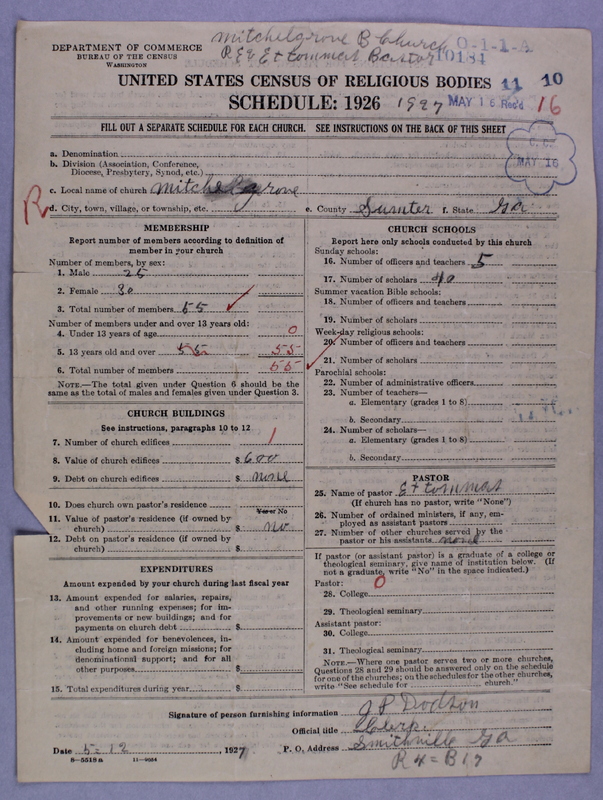 Mitchelgrove B Church
R E & Et tommas Bastor
0-1-1-A
10184
DEPARTMENT OF COMMERCE
BUREAU OF THE CENSUS
WASHINGTON
UNITED STATES CENSUS OF RELIGIOUS BODIES 11 10
SCHEDULE: 1926 1927 MAY 16 Rec'd 16
FILL OUT A SEPARATE SCHEDULE FOR EACH CHURCH. SEE INSTRUCTIONS ON THE BACK OF THIS SHEET
MAY 16
a. Denomination
b. Division (Association, Conference,
Diocese, Presbytery, Synod, etc.)
c. Local name of church Mitchelgrove
R d. City, town, village, or township, etc. e. County Sumter f. State Ga
MEMBERSHIP
Report number of members according to definition of
member in your church
Number of members, by sex:
1. Male 25
2. Female 30
3. Total number of members 55
Number of members under and over 13 years old:
4. Under 13 years of age 0
5. 13 years old and over 55 55
6. Total number of members 55
NOTE.—The total given under Question 6 should be
same as the total of males and females given under Question 3.
CHURCH BUILDINGS
See instructions, paragraphs 10 to 12
7. Number of church edifices 1
8. Value of church edifices $ 600
9. Debt on church edifices $ none
10. Does church own pastor's residence Yes or No
11. Value of pastor's residence (if owned by
church) $ no
12. Debt on pastor's residence (if owned by
church) $
EXPENDITURES
Amount expended by your church during last fiscal year
13. Amount expended for salaries, repairs,
and other running expenses; for im-
provements or new buildings; and for
payments on church debt $
14. Amount expended for benevolences, in-
cluding home and foreign missions; for
denominational support; and for all
other purposes $
15. Total expenditures during year $
CHURCH SCHOOLS
Report here only schools conducted by this church
Sunday schools:
16. Number of officers and teachers 5
17. Number of scholars 40
Summer vacation Bible schools:
18. Number of officers and teachers
19. Number of scholars
Week-day religious schools:
20. Number of officers and teachers
21. Number of scholars
Parochial schools:
22. Number of administrative officers
23. Number of teachers—
a. Elementary (grades 1 to 8)
b. Secondary
24. Number of scholars—
a. Elementary (grades 1 to 8)
b. Secondary
PASTOR
25. Name of pastor Et tommas
(If church has no pastor, write "None")
26. Number of ordained ministers, if any, em-
ployed as assistant pastors
27. Number of other churches served by the
pastor or his assistants none
If pastor (or assistant pastor) is a graduate of a college or
theological seminary, give name of institution below. (If
not a graduate, write "No" in the space indicated.)
Pastor: 0
28. College
29. Theological seminary
Assistant pastor:
30. College
31. Theological seminary
NOTE.—Where one pastor serves two or more churches,
Questions 28 and 29 should be answered only on the schedule
for one of the churches; on the schedules for the other churches,
write "See schedule for church."
Signature of person furnishing information J P Dodson
Official title Clerk
Date 5-12, 1927 P. O. Address Smithville Ga
8—5518 a 11—9034
R 4 = B 17